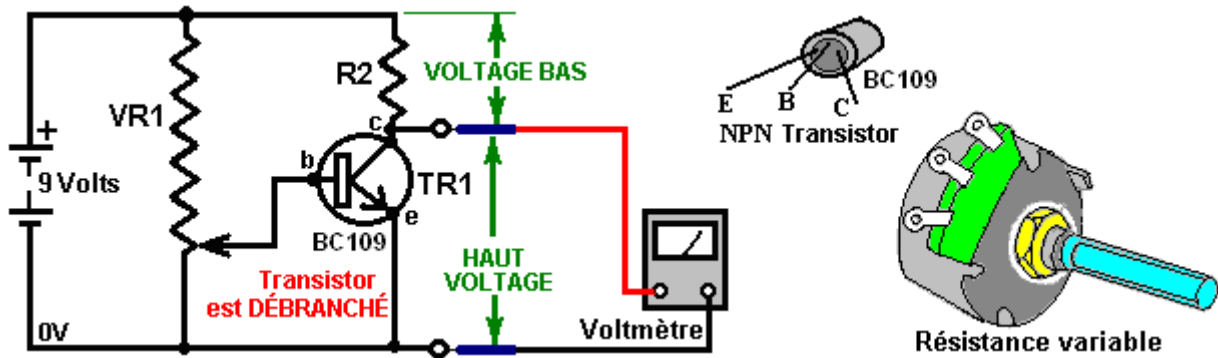 VOLTAGE BAS
R2
VR1
c
+
9 Volts
b
TR1
e
BC109
Transistor
est DÉBRANCHÉ
HAUT
VOLTAGE
0V
Voltmètre
E
B
C
BC109
NPN Transistor
Résistance variable